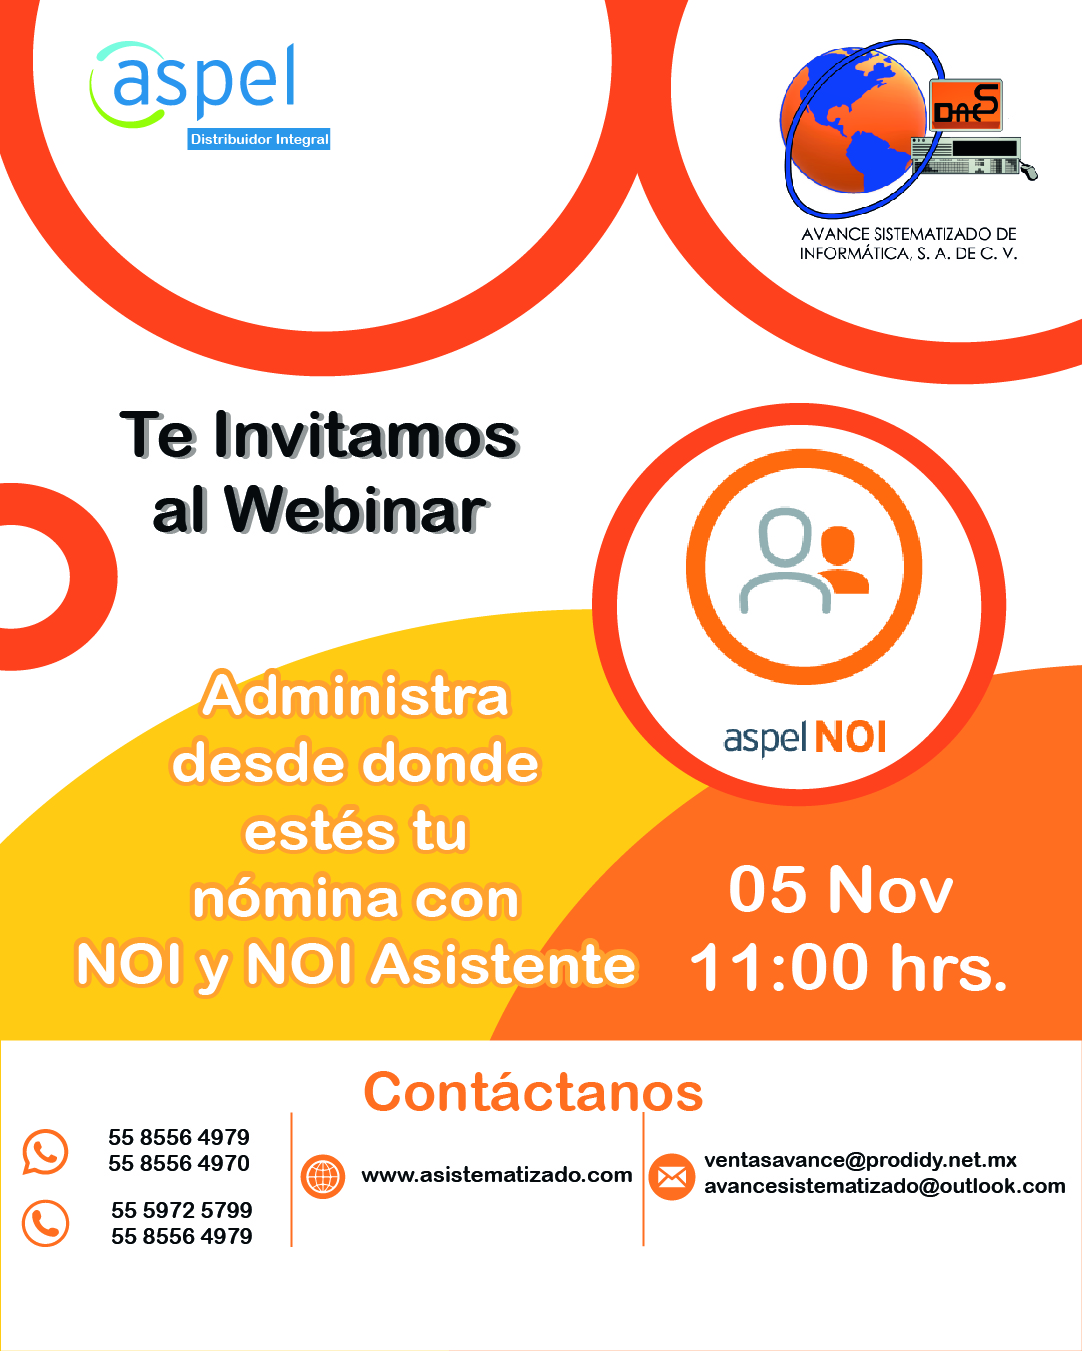 aspel
Distribuidor Integral
DACS
AVANCE SISTEMATIZADO DE
INFORMÁTICA, S. A. DE C. V.
Te Invitamos
al Webinar
aspel NOI
Administra
desde donde
estés tu
nómina con
NOI y NOI Asistente
05 Nov
11:00 hrs.
Contáctanos
55 8556 4979
55 8556 4970
55 5972 5799
55 8556 4979
www.asistematizado.com
ventasavance@prodidy.net.mx
avancesistematizado@outlook.com